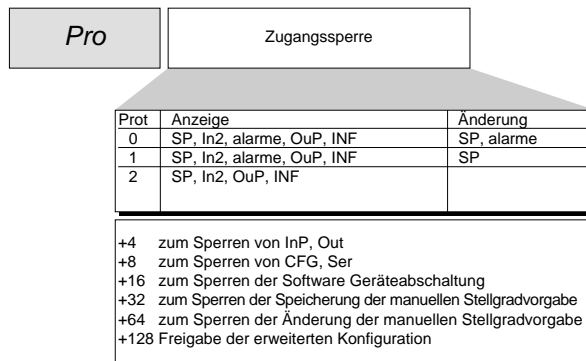 Pro
Zugangssperre
Prot Anzeige Änderung
0 SP, In2, alarme, OuP, INF SP, alarme
1 SP, In2, alarme, OuP, INF SP
2 SP, In2, OuP, INF
+4 zum Sperren von InP, Out
+8 zum Sperren von CFG, Ser
+16 zum Sperren der Software Geräteabschaltung
+32 zum Sperren der Speicherung der manuellen Stellgradvorgabe
+64 zum Sperren der Änderung der manuellen Stellgradvorgabe
+128 Freigabe der erweiterten Konfiguration